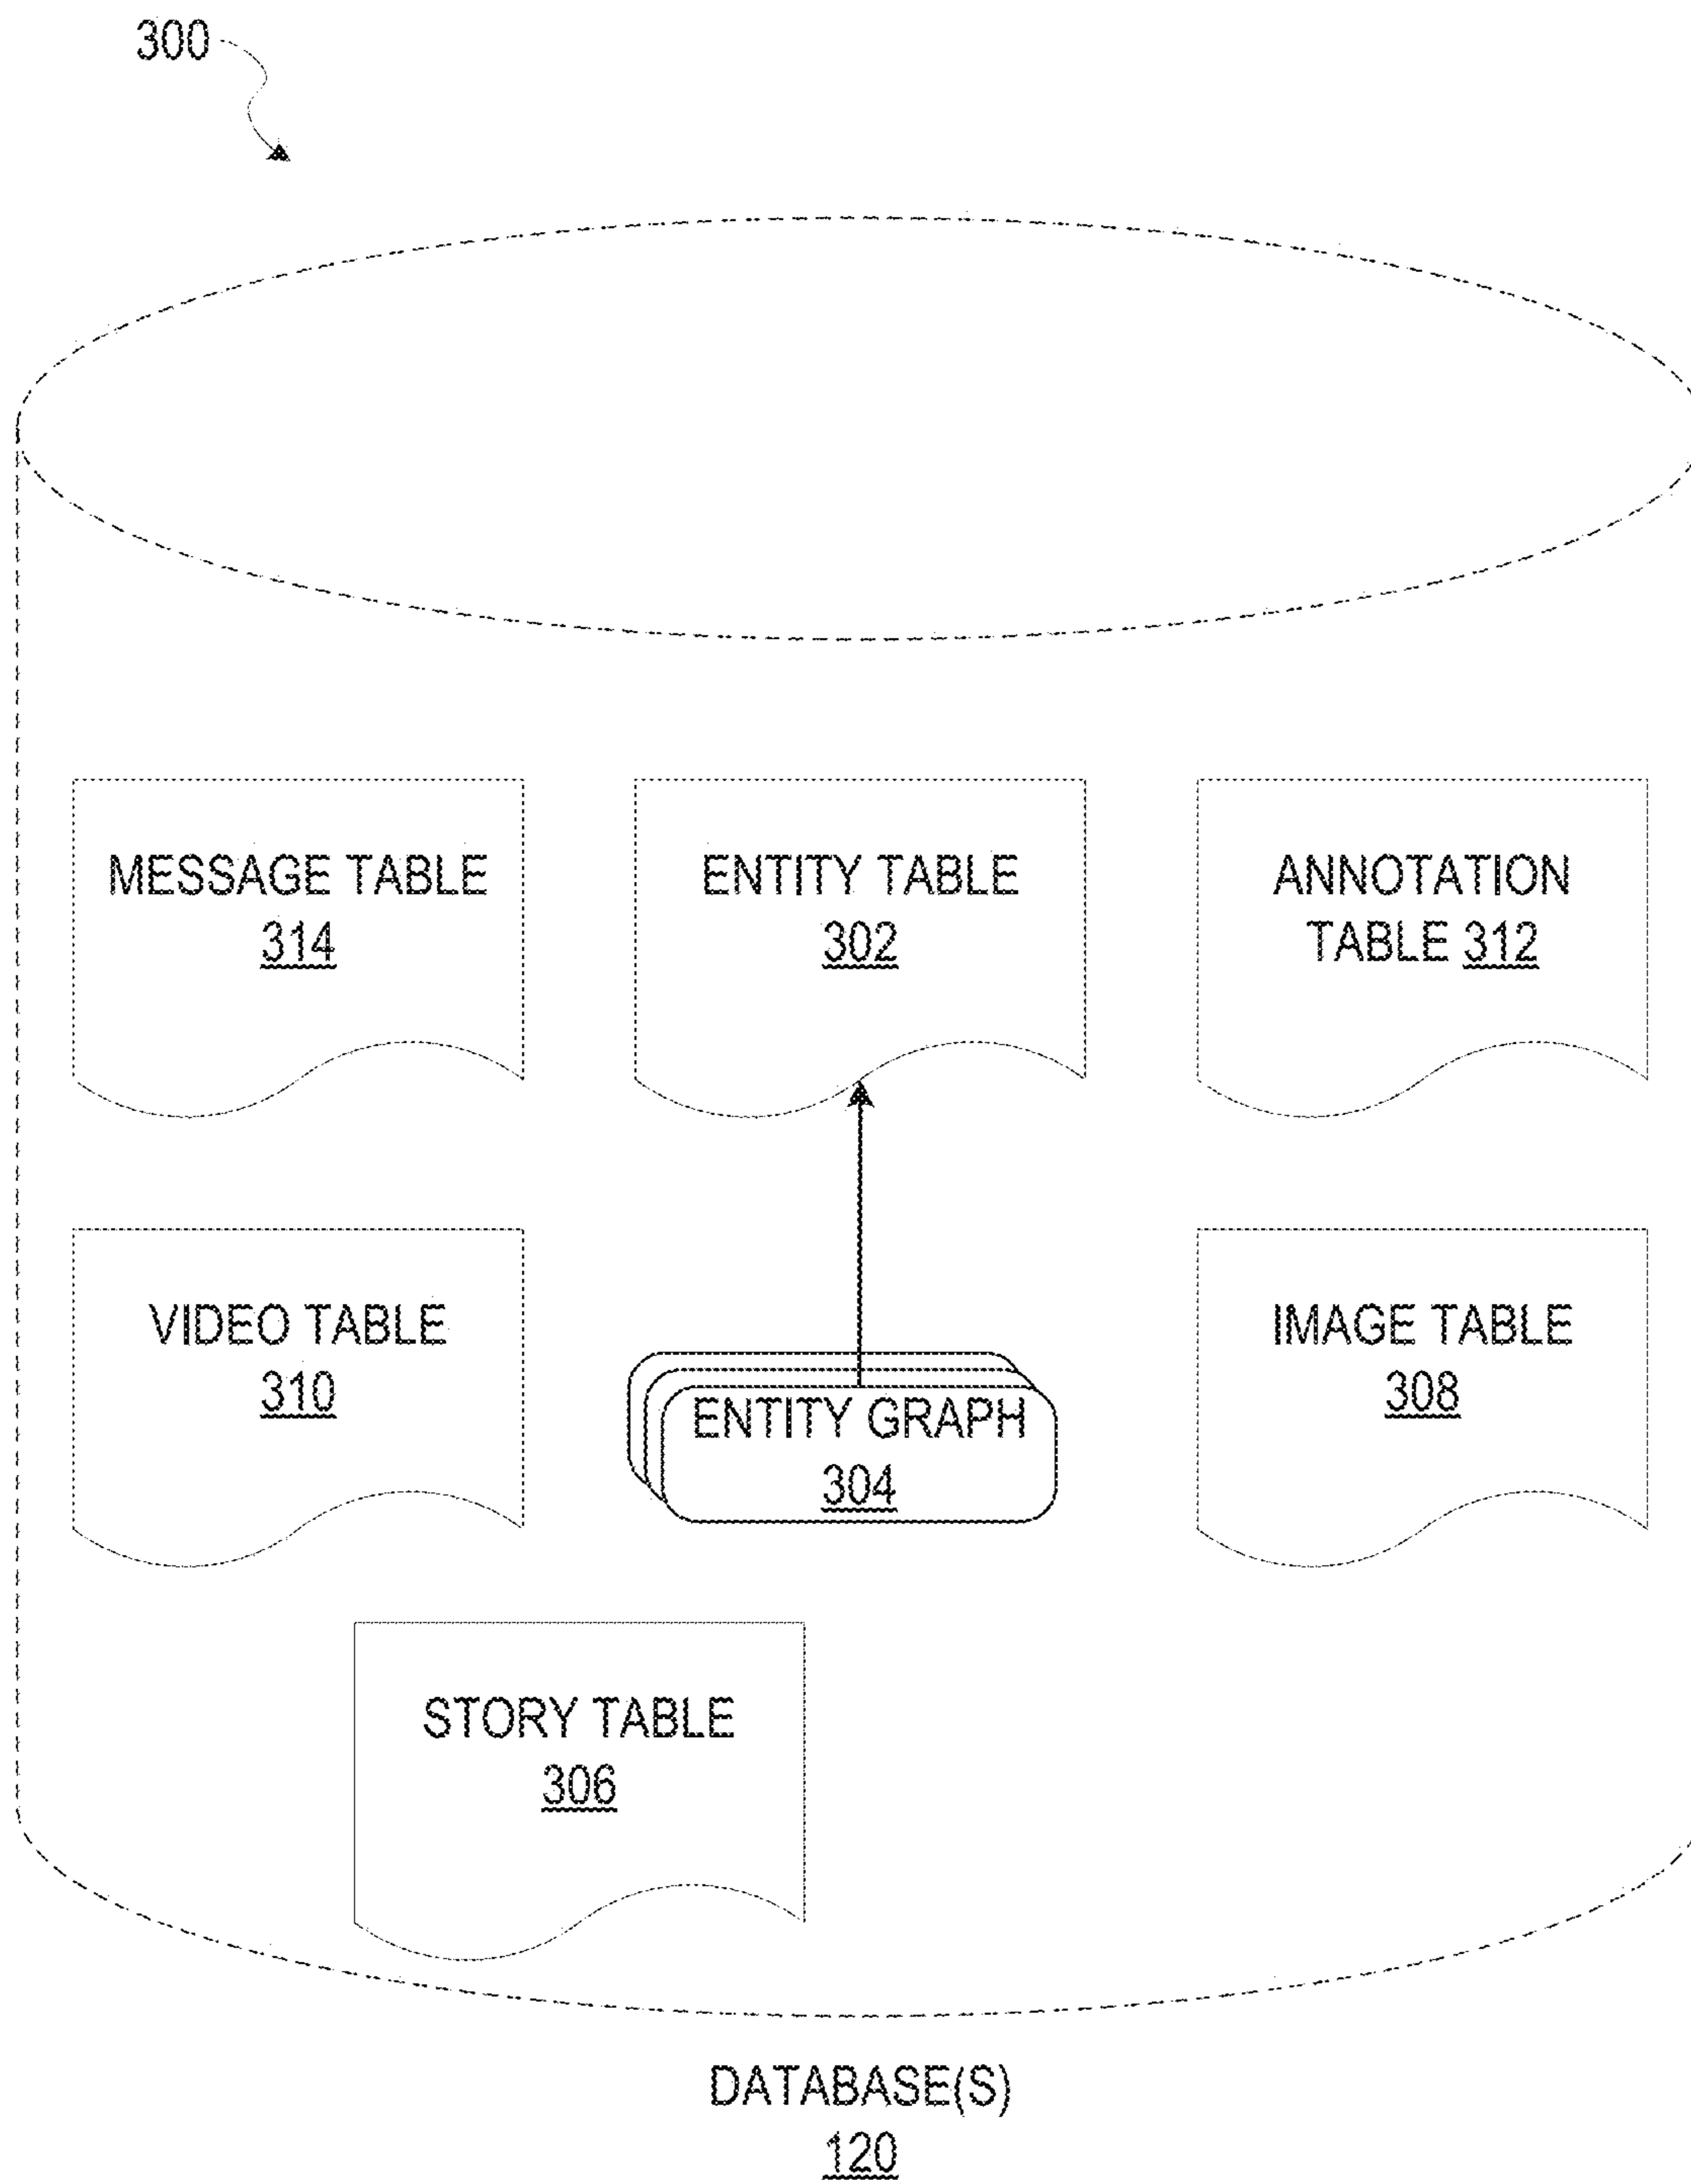 300
MESSAGE TABLE
314
ENTITY TABLE
302
ANNOTATION
TABLE 312
VIDEO TABLE
310
ENTITY GRAPH
304
IMAGE TABLE
308
STORY TABLE
306
DATABASE(S)
120